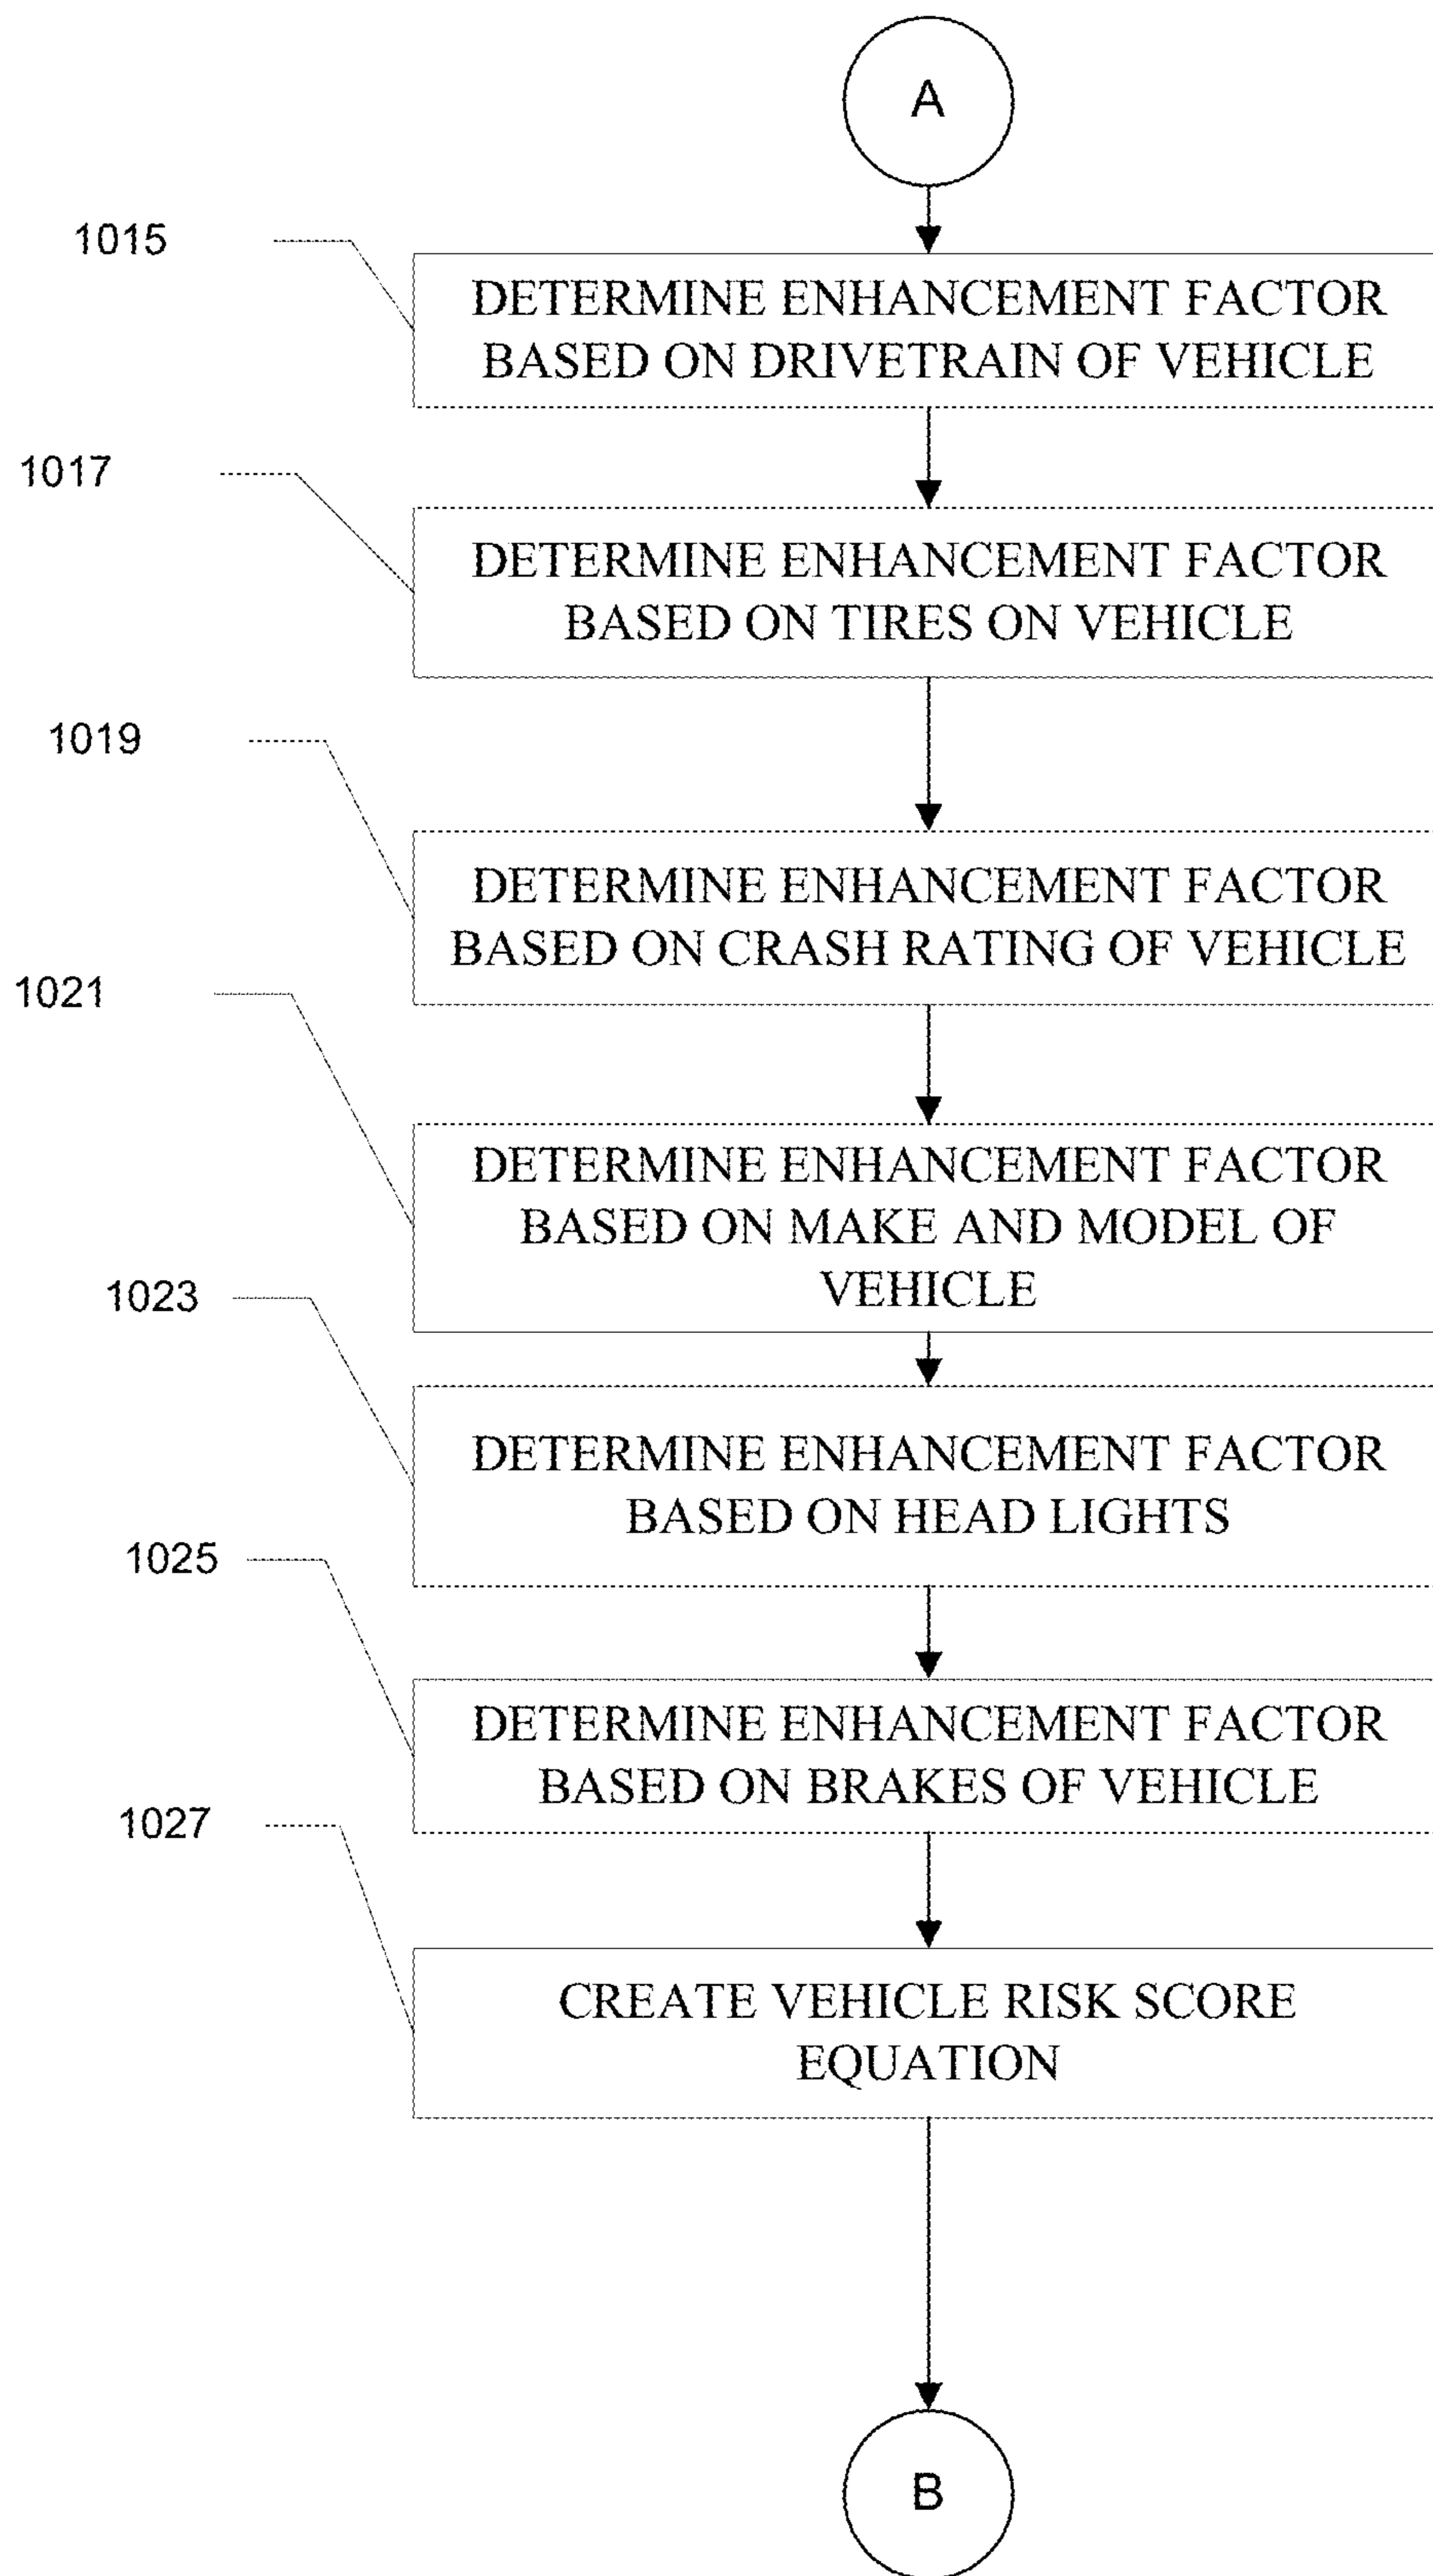 A
1015
DETERMINE ENHANCEMENT FACTOR
BASED ON DRIVETRAIN OF VEHICLE
1017
DETERMINE ENHANCEMENT FACTOR
BASED ON TIRES ON VEHICLE
1019
DETERMINE ENHANCEMENT FACTOR
BASED ON CRASH RATING OF VEHICLE
1021
DETERMINE ENHANCEMENT FACTOR
BASED ON MAKE AND MODEL OF
VEHICLE
1023
DETERMINE ENHANCEMENT FACTOR
BASED ON HEAD LIGHTS
1025
DETERMINE ENHANCEMENT FACTOR
BASED ON BRAKES OF VEHICLE
1027
CREATE VEHICLE RISK SCORE
EQUATION
B